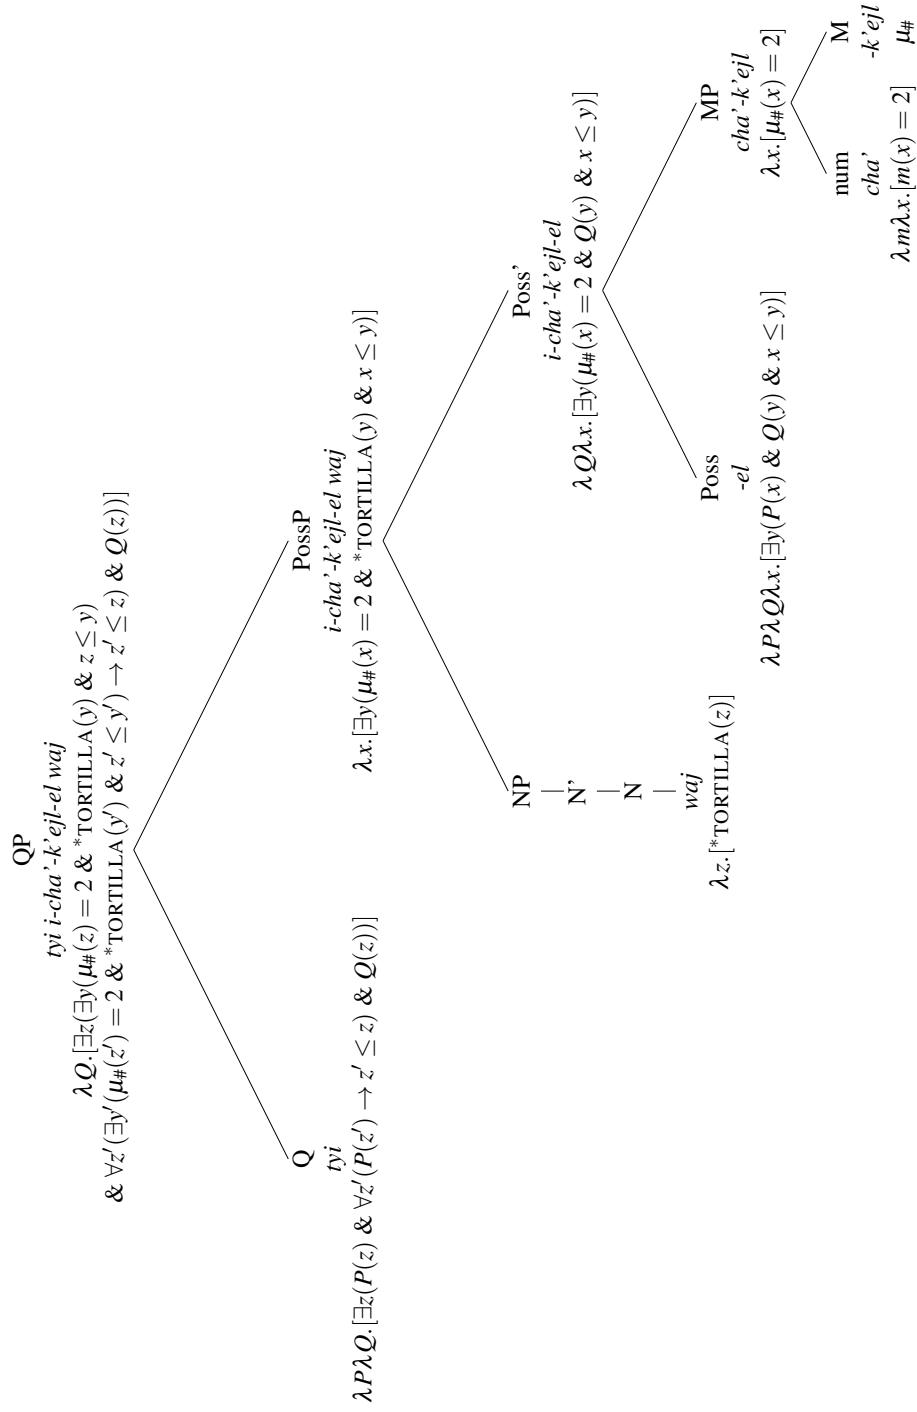 QP
tyi i-cha'-k'ejl-el waj
λQ.[∃z(∃y(μ#(z) = 2 & *TORTILLA(y) & z ≤ y)
& ∀z′(∃y′(μ#(z′) = 2 & *TORTILLA(y′) & z′ ≤ y′) → z′ ≤ z) & Q(z))]
Q
tyi
λPλQ.[∃z(P(z) & ∀z′(P(z′) → z′ ≤ z) & Q(z))]
PossP
i-cha'-k'ejl-el waj
λx.[∃y(μ#(x) = 2 & *TORTILLA(y) & x ≤ y)]
NP
N'
N
waj
λz.[*TORTILLA(z)]
Poss'
i-cha'-k'ejl-el
λQλx.[∃y(μ#(x) = 2 & Q(y) & x ≤ y)]
Poss
-el
λPλQλx.[∃y(P(x) & Q(y) & x ≤ y)]
MP
cha'-k'ejl
λx.[μ#(x) = 2]
num
cha'
λmλx.[m(x) = 2]
M
-k'ejl
μ#